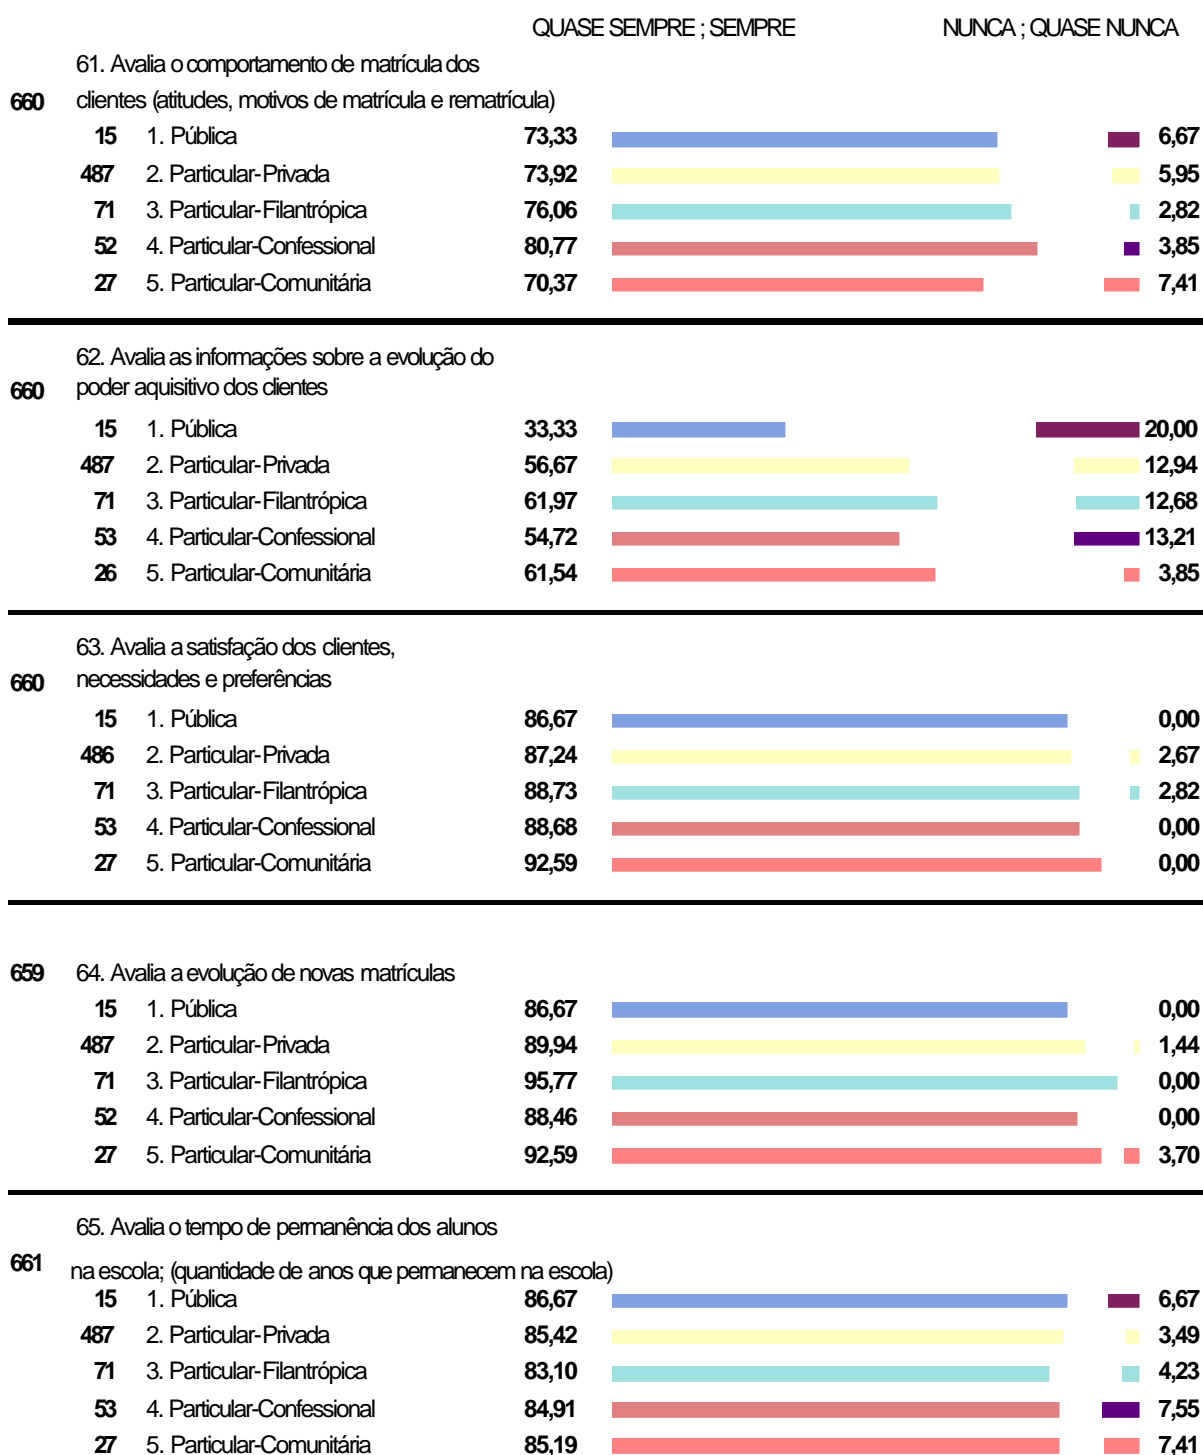 QUASE SEMPRE ; SEMPRE NUNCA ; QUASE NUNCA
61. Avalia o comportamento de matrícula dos
660 clientes (atitudes, motivos de matrícula e rematrícula)
15 1. Pública 73,33 6,67
487 2. Particular-Privada 73,92 5,95
71 3. Particular-Filantrópica 76,06 2,82
52 4. Particular-Confessional 80,77 3,85
27 5. Particular-Comunitária 70,37 7,41
62. Avalia as informações sobre a evolução do
660 poder aquisitivo dos clientes
15 1. Pública 33,33 20,00
487 2. Particular-Privada 56,67 12,94
71 3. Particular-Filantrópica 61,97 12,68
53 4. Particular-Confessional 54,72 13,21
26 5. Particular-Comunitária 61,54 3,85
63. Avalia a satisfação dos clientes,
660 necessidades e preferências
15 1. Pública 86,67 0,00
486 2. Particular-Privada 87,24 2,67
71 3. Particular-Filantrópica 88,73 2,82
53 4. Particular-Confessional 88,68 0,00
27 5. Particular-Comunitária 92,59 0,00
659 64. Avalia a evolução de novas matrículas
15 1. Pública 86,67 0,00
487 2. Particular-Privada 89,94 1,44
71 3. Particular-Filantrópica 95,77 0,00
52 4. Particular-Confessional 88,46 0,00
27 5. Particular-Comunitária 92,59 3,70
65. Avalia o tempo de permanência dos alunos
661 na escola; (quantidade de anos que permanecem na escola)
15 1. Pública 86,67 6,67
487 2. Particular-Privada 85,42 3,49
71 3. Particular-Filantrópica 83,10 4,23
53 4. Particular-Confessional 84,91 7,55
27 5. Particular-Comunitária 85,19 7,41